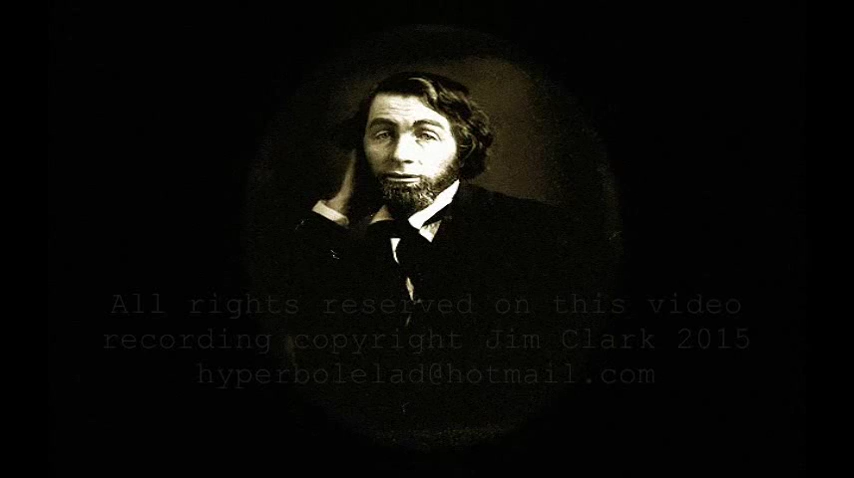 All rights reserved on this video
recording copyright Jim Clark 2015
hyperbolelad@hotmail.com